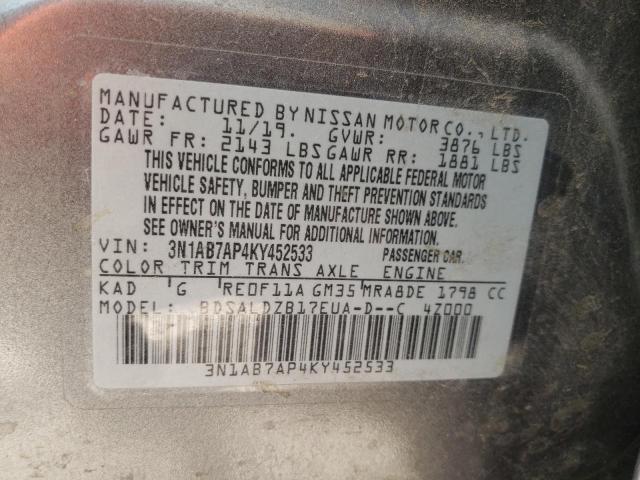 MANUFACTURED BY NISSAN MOTOR CO., LTD.
DATE: 11/19. GVWR: 3876 LBS
GAWR FR: 2143 LBS GAWR RR: 1881 LBS
THIS VEHICLE CONFORMS TO ALL APPLICABLE FEDERAL MOTOR
VEHICLE SAFETY, BUMPER AND THEFT PREVENTION STANDARDS
IN EFFECT ON THE DATE OF MANUFACTURE SHOWN ABOVE.
SEE OWNER'S MANUAL FOR ADDITIONAL INFORMATION.
VIN: 3N1AB7AP4KY452533 PASSENGER CAR.
COLOR TRIM TRANS AXLE ENGINE
KAD G RE0F11A GM35 MRA8DE 1798 CC
MODEL: BDSALDZB17EUA-D--C 4Z000
3N1AB7AP4KY452533